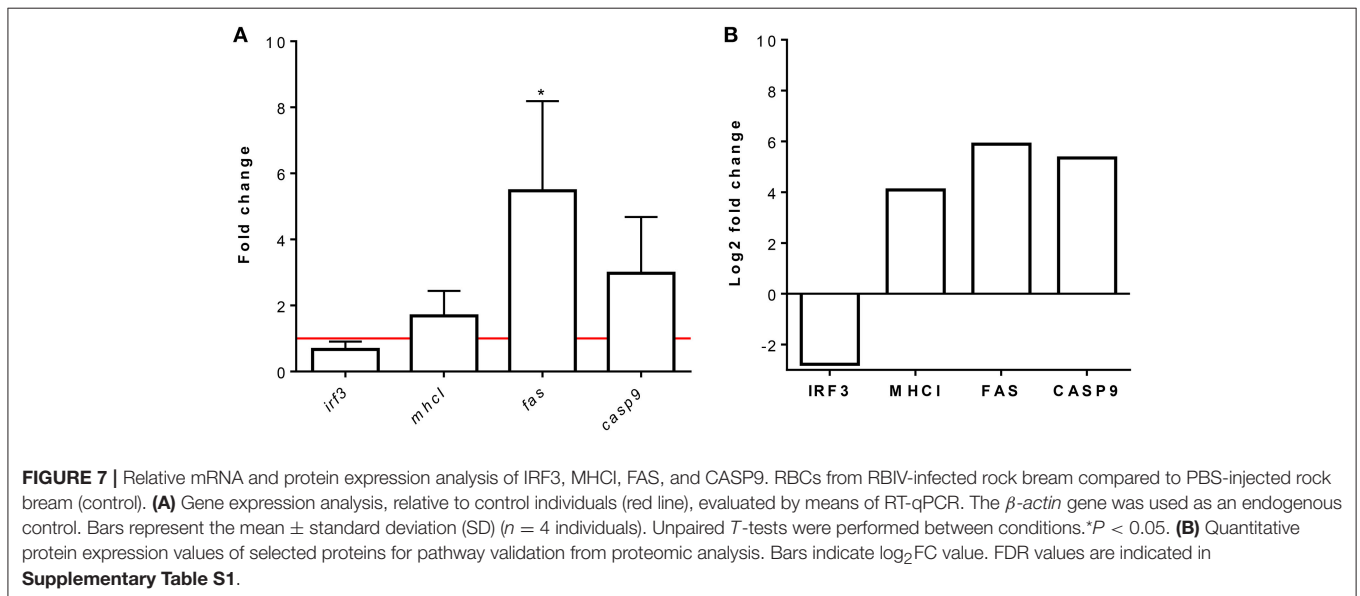 A
B
10
8
6
4
2
0
Fold change
*
irf3
mhcI
fas
casp9
10
8
6
4
2
0
-2
Log2 fold change
IRF3
MHCI
FAS
CASP9
FIGURE 7 | Relative mRNA and protein expression analysis of IRF3, MHCI, FAS, and CASP9. RBCs from RBIV-infected rock bream compared to PBS-injected rock
bream (control). (A) Gene expression analysis, relative to control individuals (red line), evaluated by means of RT-qPCR. The β-actin gene was used as an endogenous
control. Bars represent the mean ± standard deviation (SD) (n = 4 individuals). Unpaired T-tests were performed between conditions.*P < 0.05. (B) Quantitative
protein expression values of selected proteins for pathway validation from proteomic analysis. Bars indicate log2FC value. FDR values are indicated in
Supplementary Table S1.